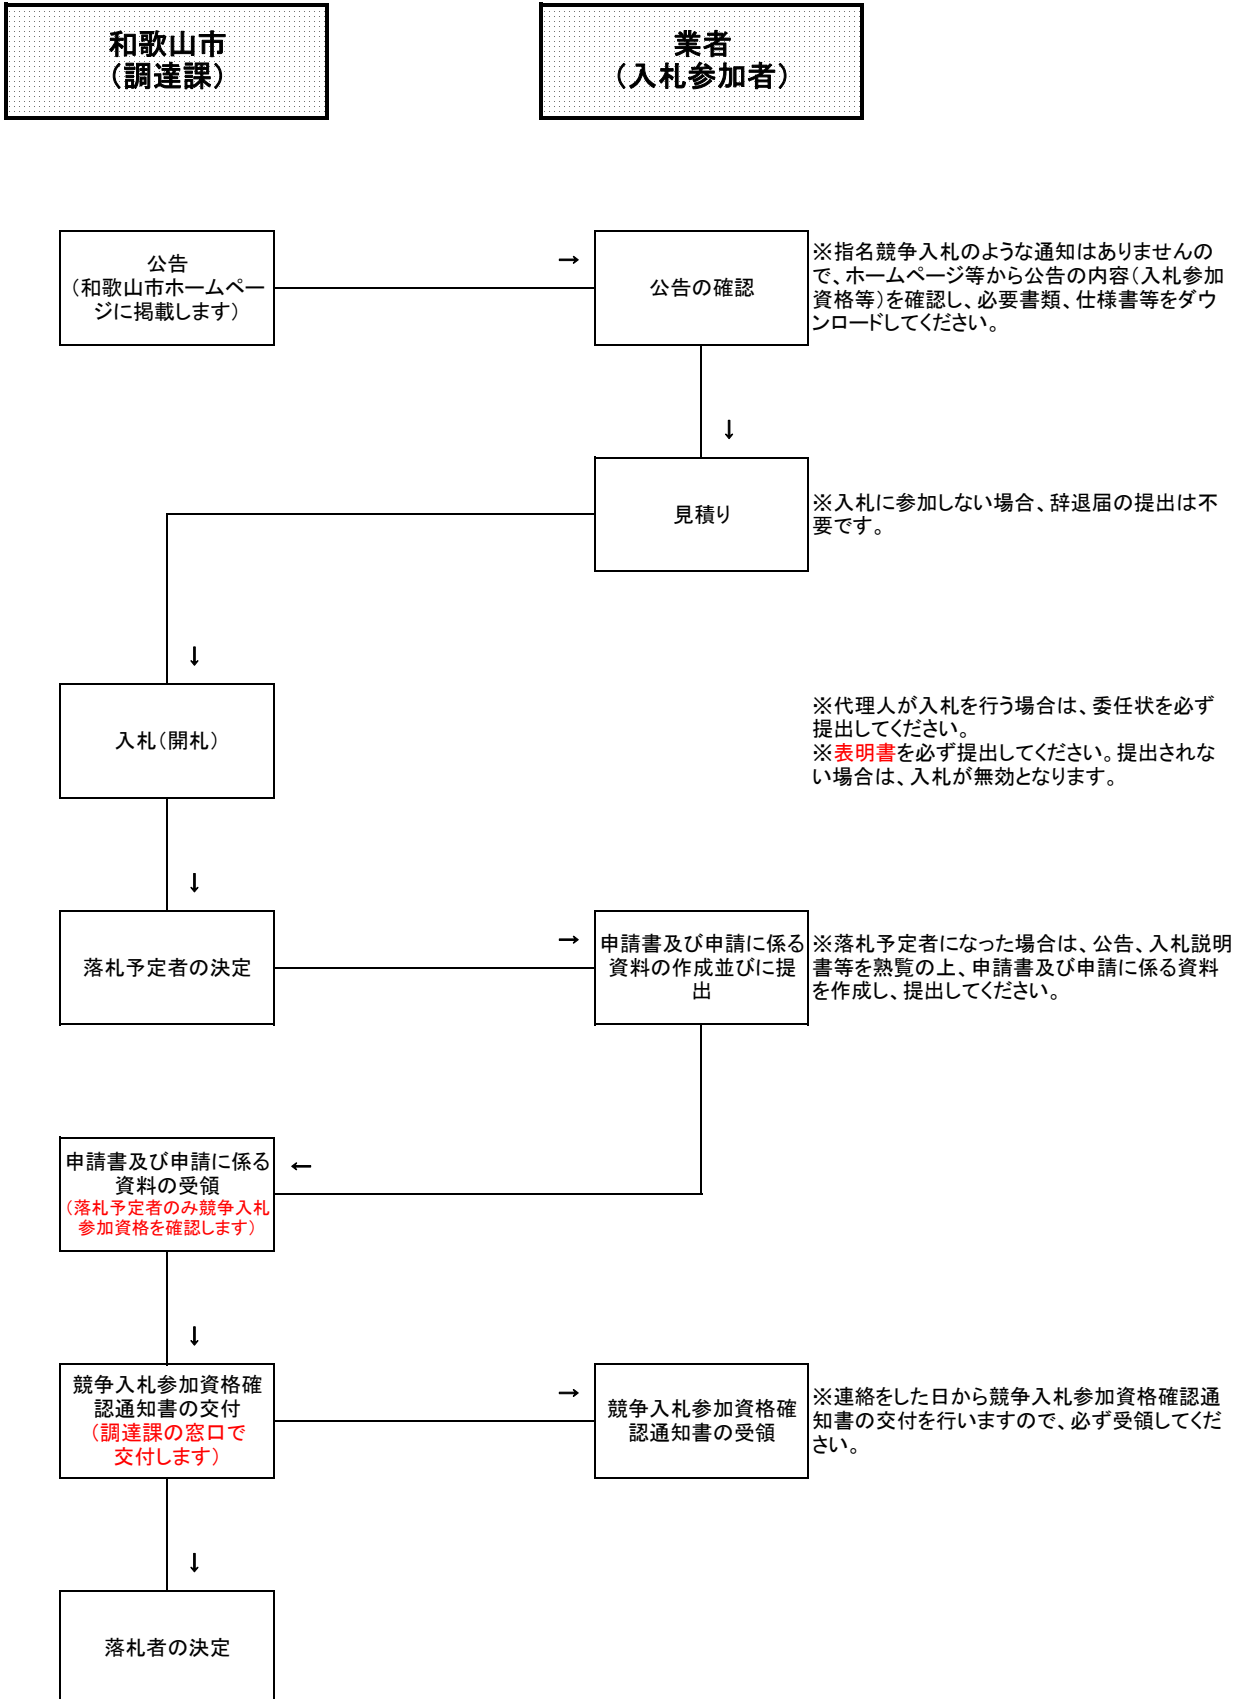 和歌山市
（調達課）
業者
（入札参加者）
公告
（和歌山市ホームペー
ジに掲載します）
→
公告の確認
※指名競争入札のような通知はありませんの
で、ホームページ等から公告の内容（入札参加
資格等）を確認し、必要書類、仕様書等をダウ
ンロードしてください。
↓
見積り
※入札に参加しない場合、辞退届の提出は不
要です。
↓
入札（開札）
※代理人が入札を行う場合は、委任状を必ず
提出してください。
※表明書を必ず提出してください。提出されな
い場合は、入札が無効となります。
↓
落札予定者の決定
→
申請書及び申請に係る
資料の作成並びに提
出
※落札予定者になった場合は、公告、入札説明
書等を熟覧の上、申請書及び申請に係る資料
を作成し、提出してください。
申請書及び申請に係る
資料の受領
（落札予定者のみ競争入札
参加資格を確認します）
←
↓
競争入札参加資格確
認通知書の交付
（調達課の窓口で
交付します）
→
競争入札参加資格確
認通知書の受領
※連絡をした日から競争入札参加資格確認通
知書の交付を行いますので、必ず受領してくだ
さい。
↓
落札者の決定